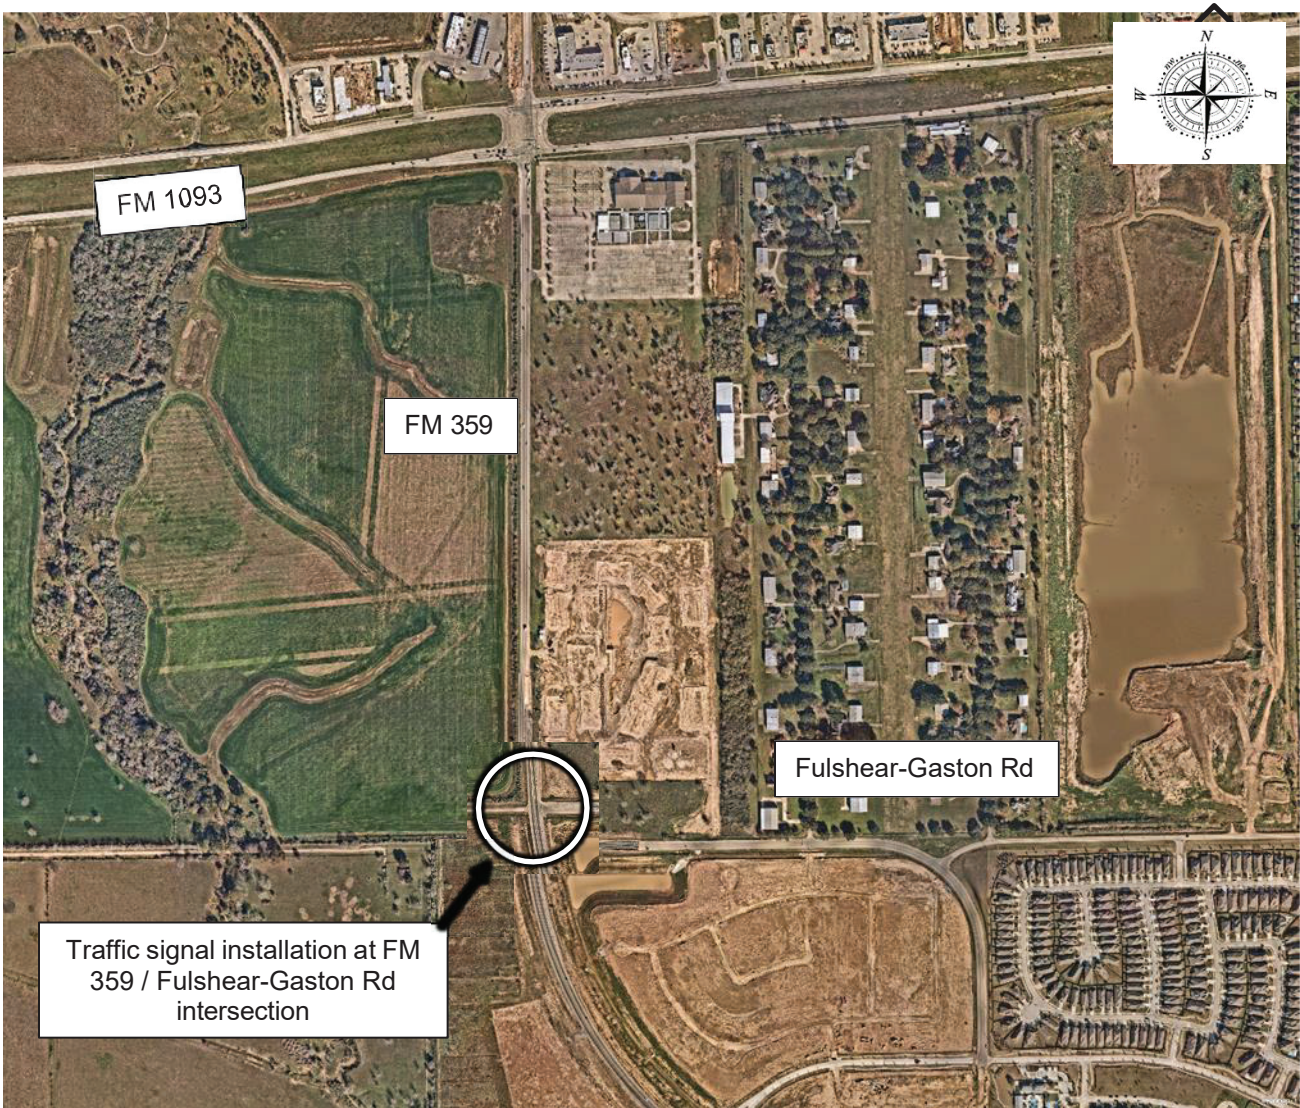 N
W
E
S
FM 1093
FM 359
Fulshear-Gaston Rd
Traffic signal installation at FM
359 / Fulshear-Gaston Rd
intersection